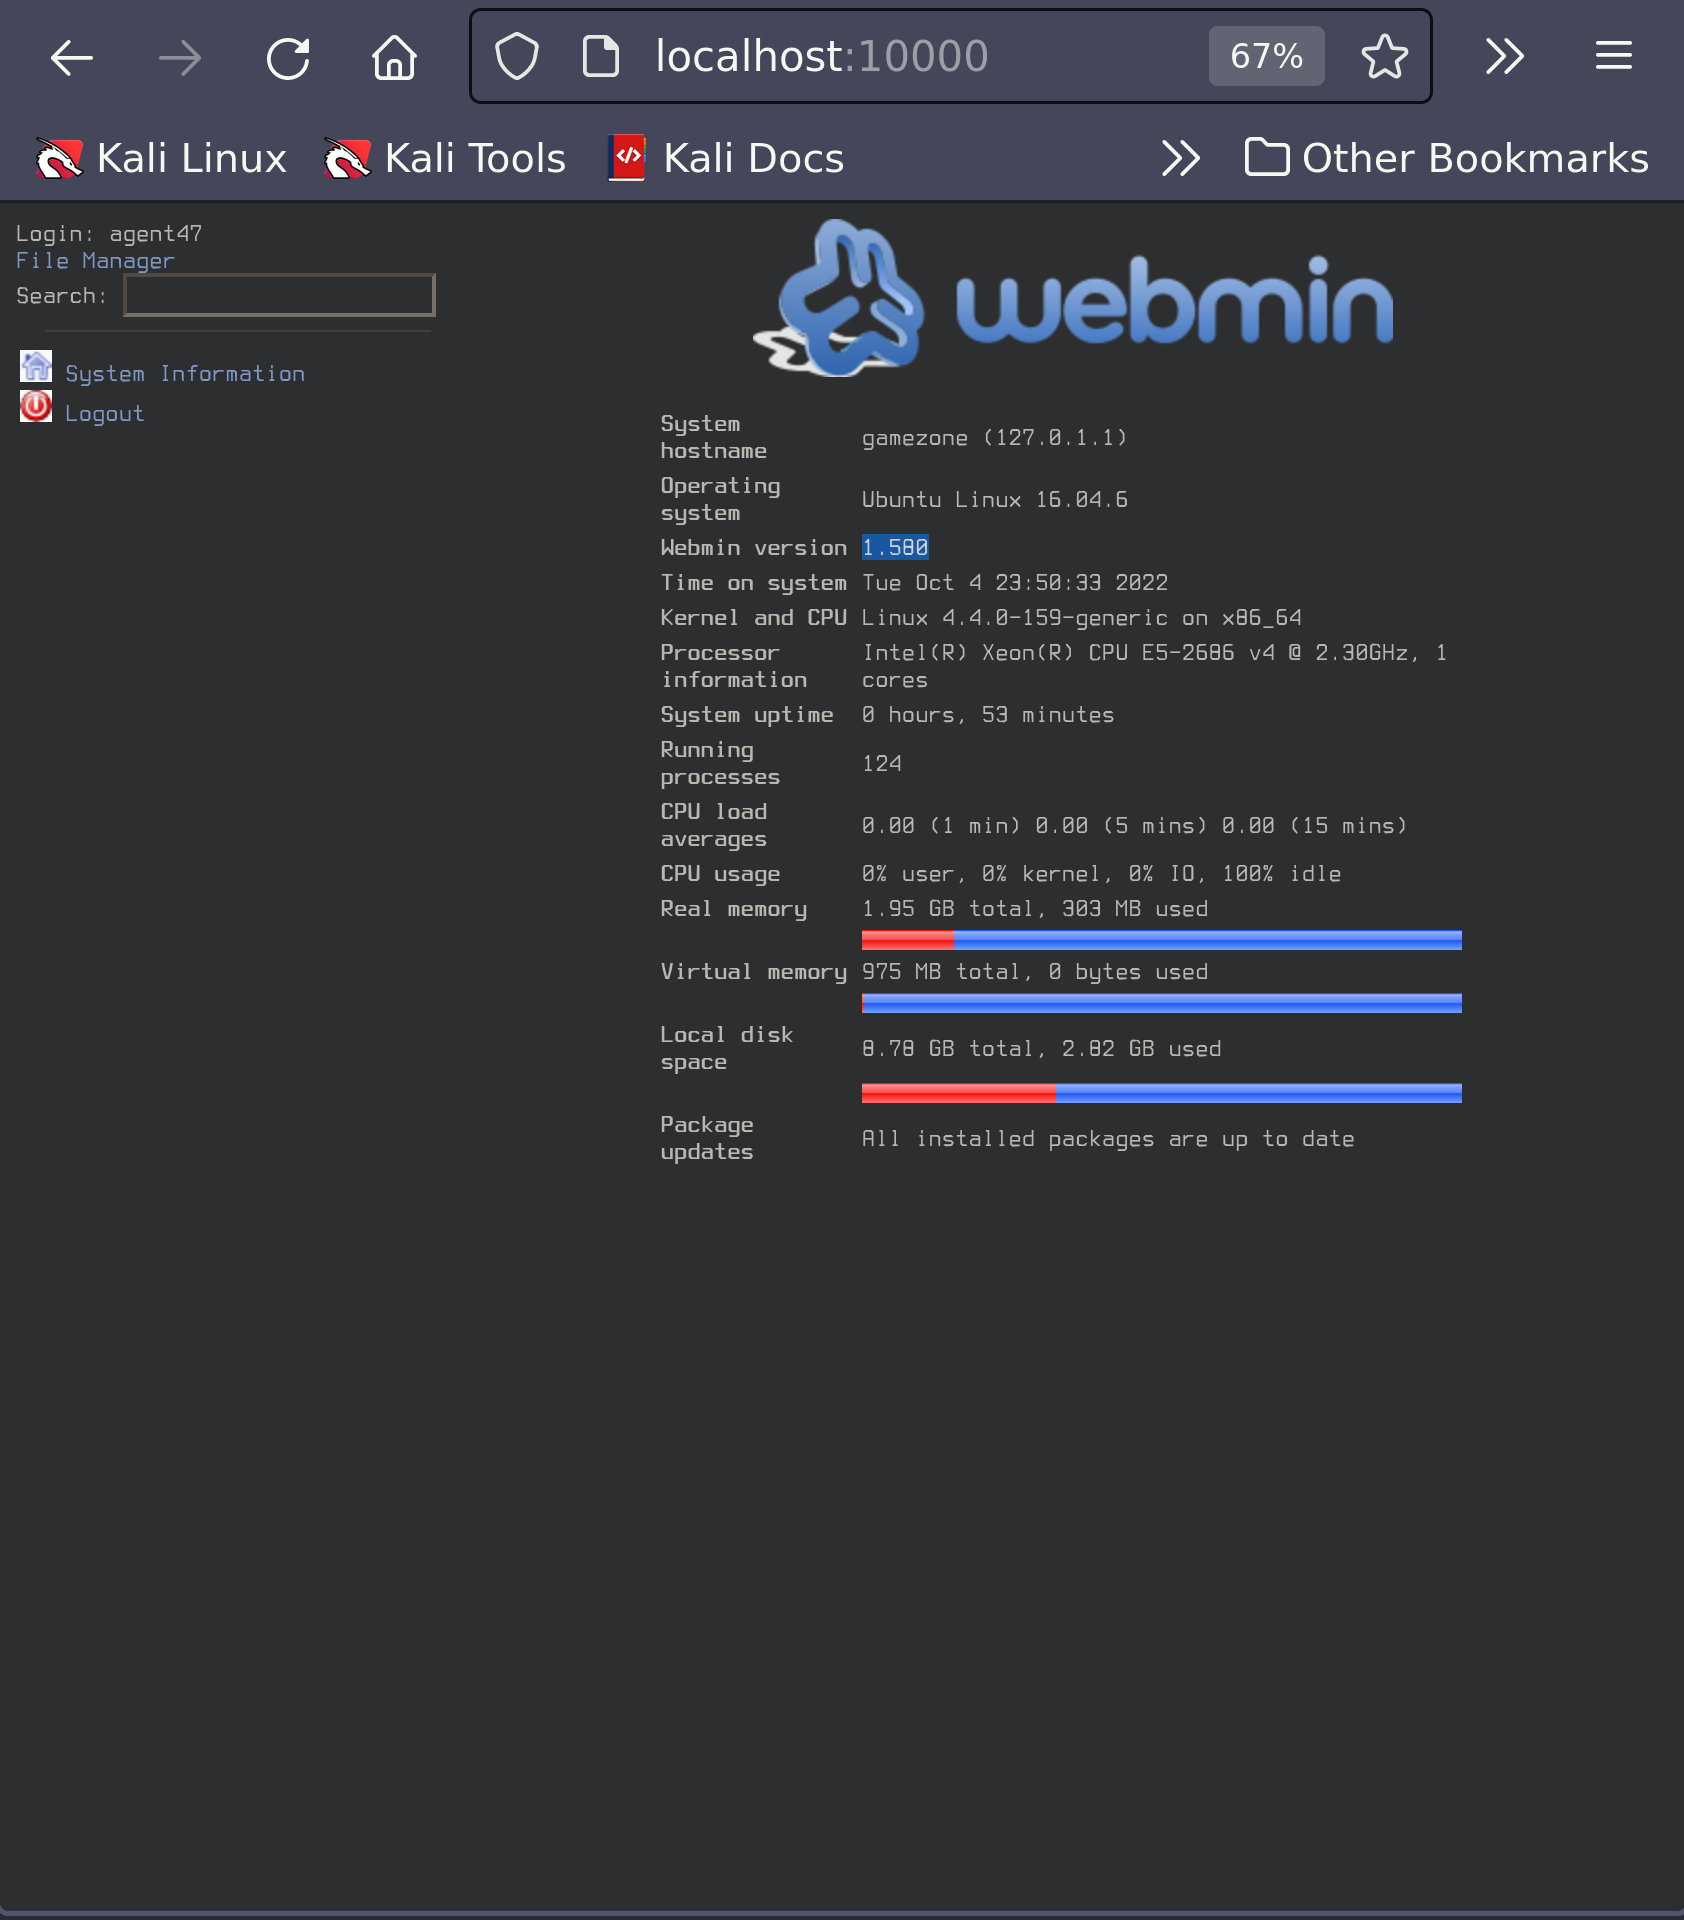 localhost:10000
67%
Kali Linux
Kali Tools
Kali Docs
Other Bookmarks
Login: agent47
File Manager
Search:
System Information
Logout
webmin
System
hostname
gamezone (127.0.1.1)
Operating
system
Ubuntu Linux 16.04.6
Webmin version 1.580
Time on system Tue Oct 4 23:50:33 2022
Kernel and CPU Linux 4.4.0-159-generic on x86_64
Processor
information
Intel(R) Xeon(R) CPU E5-2686 v4 @ 2.30GHz, 1
cores
System uptime 0 hours, 53 minutes
Running
processes
124
CPU load
averages
0.00 (1 min) 0.00 (5 mins) 0.00 (15 mins)
CPU usage 0% user, 0% kernel, 0% IO, 100% idle
Real memory 1.95 GB total, 303 MB used
Virtual memory 975 MB total, 0 bytes used
Local disk
space
8.78 GB total, 2.82 GB used
Package
updates
All installed packages are up to date